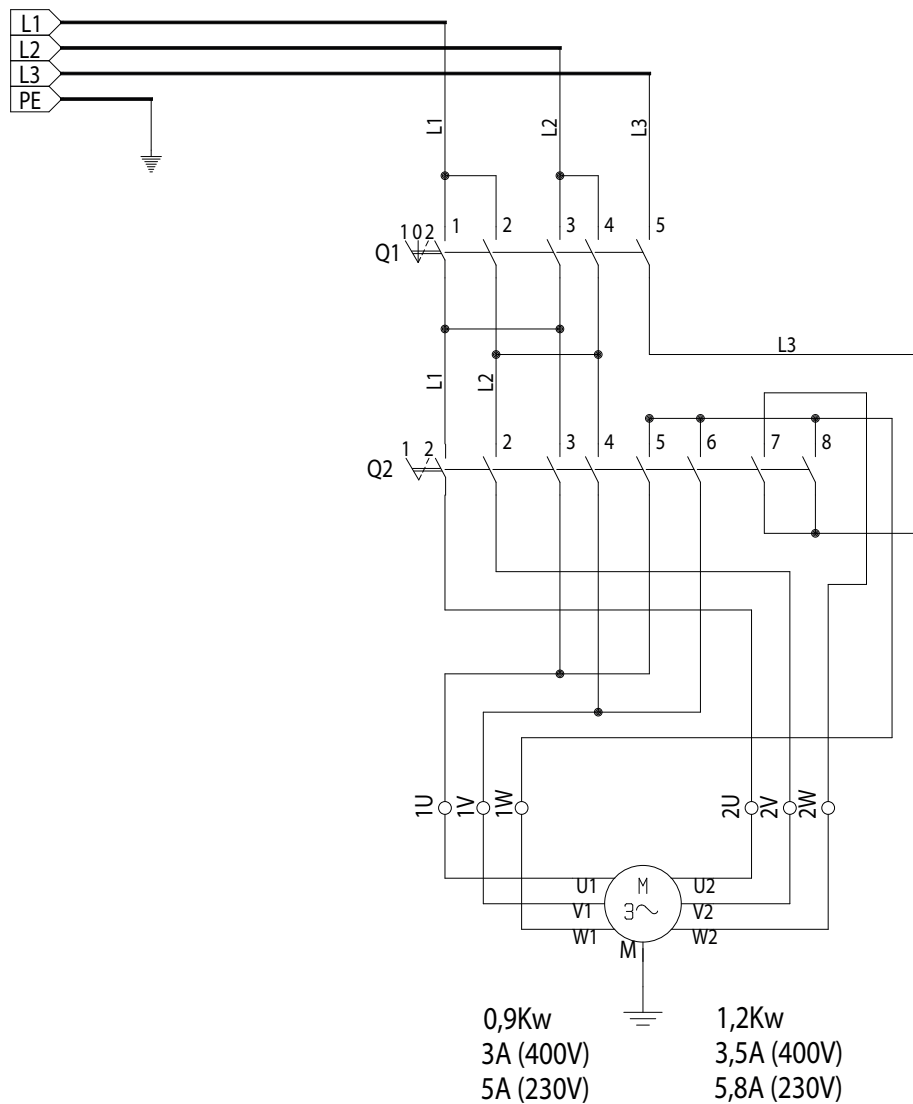 L1
L2
L3
PE
L1
L2
L3
1 0 2
1
2
3
4
5
Q1
L3
L1
L2
1 2
2
3
4
5
6
7
8
Q2
1U
1V
1W
2U
2V
2W
U1
M
U2
V1
3~
V2
W1
W2
M
0,9Kw
1,2Kw
3A (400V)
3,5A (400V)
5A (230V)
5,8A (230V)